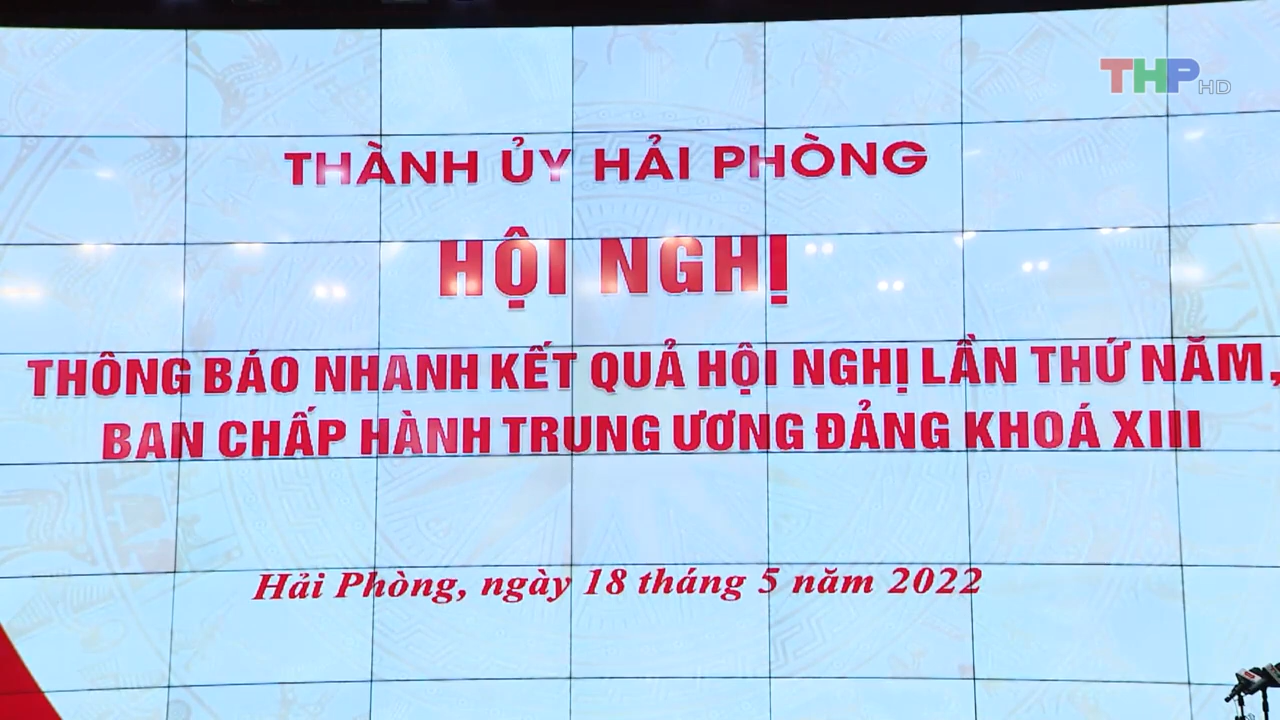 THP HD
THÀNH ỦY HẢI PHÒNG
HỘI NGHỊ
THÔNG BÁO NHANH KẾT QUẢ HỘI NGHỊ LẦN THỨ NĂM,
BAN CHẤP HÀNH TRUNG ƯƠNG ĐẢNG KHOÁ XIII
Hải Phòng, ngày 18 tháng 5 năm 2022